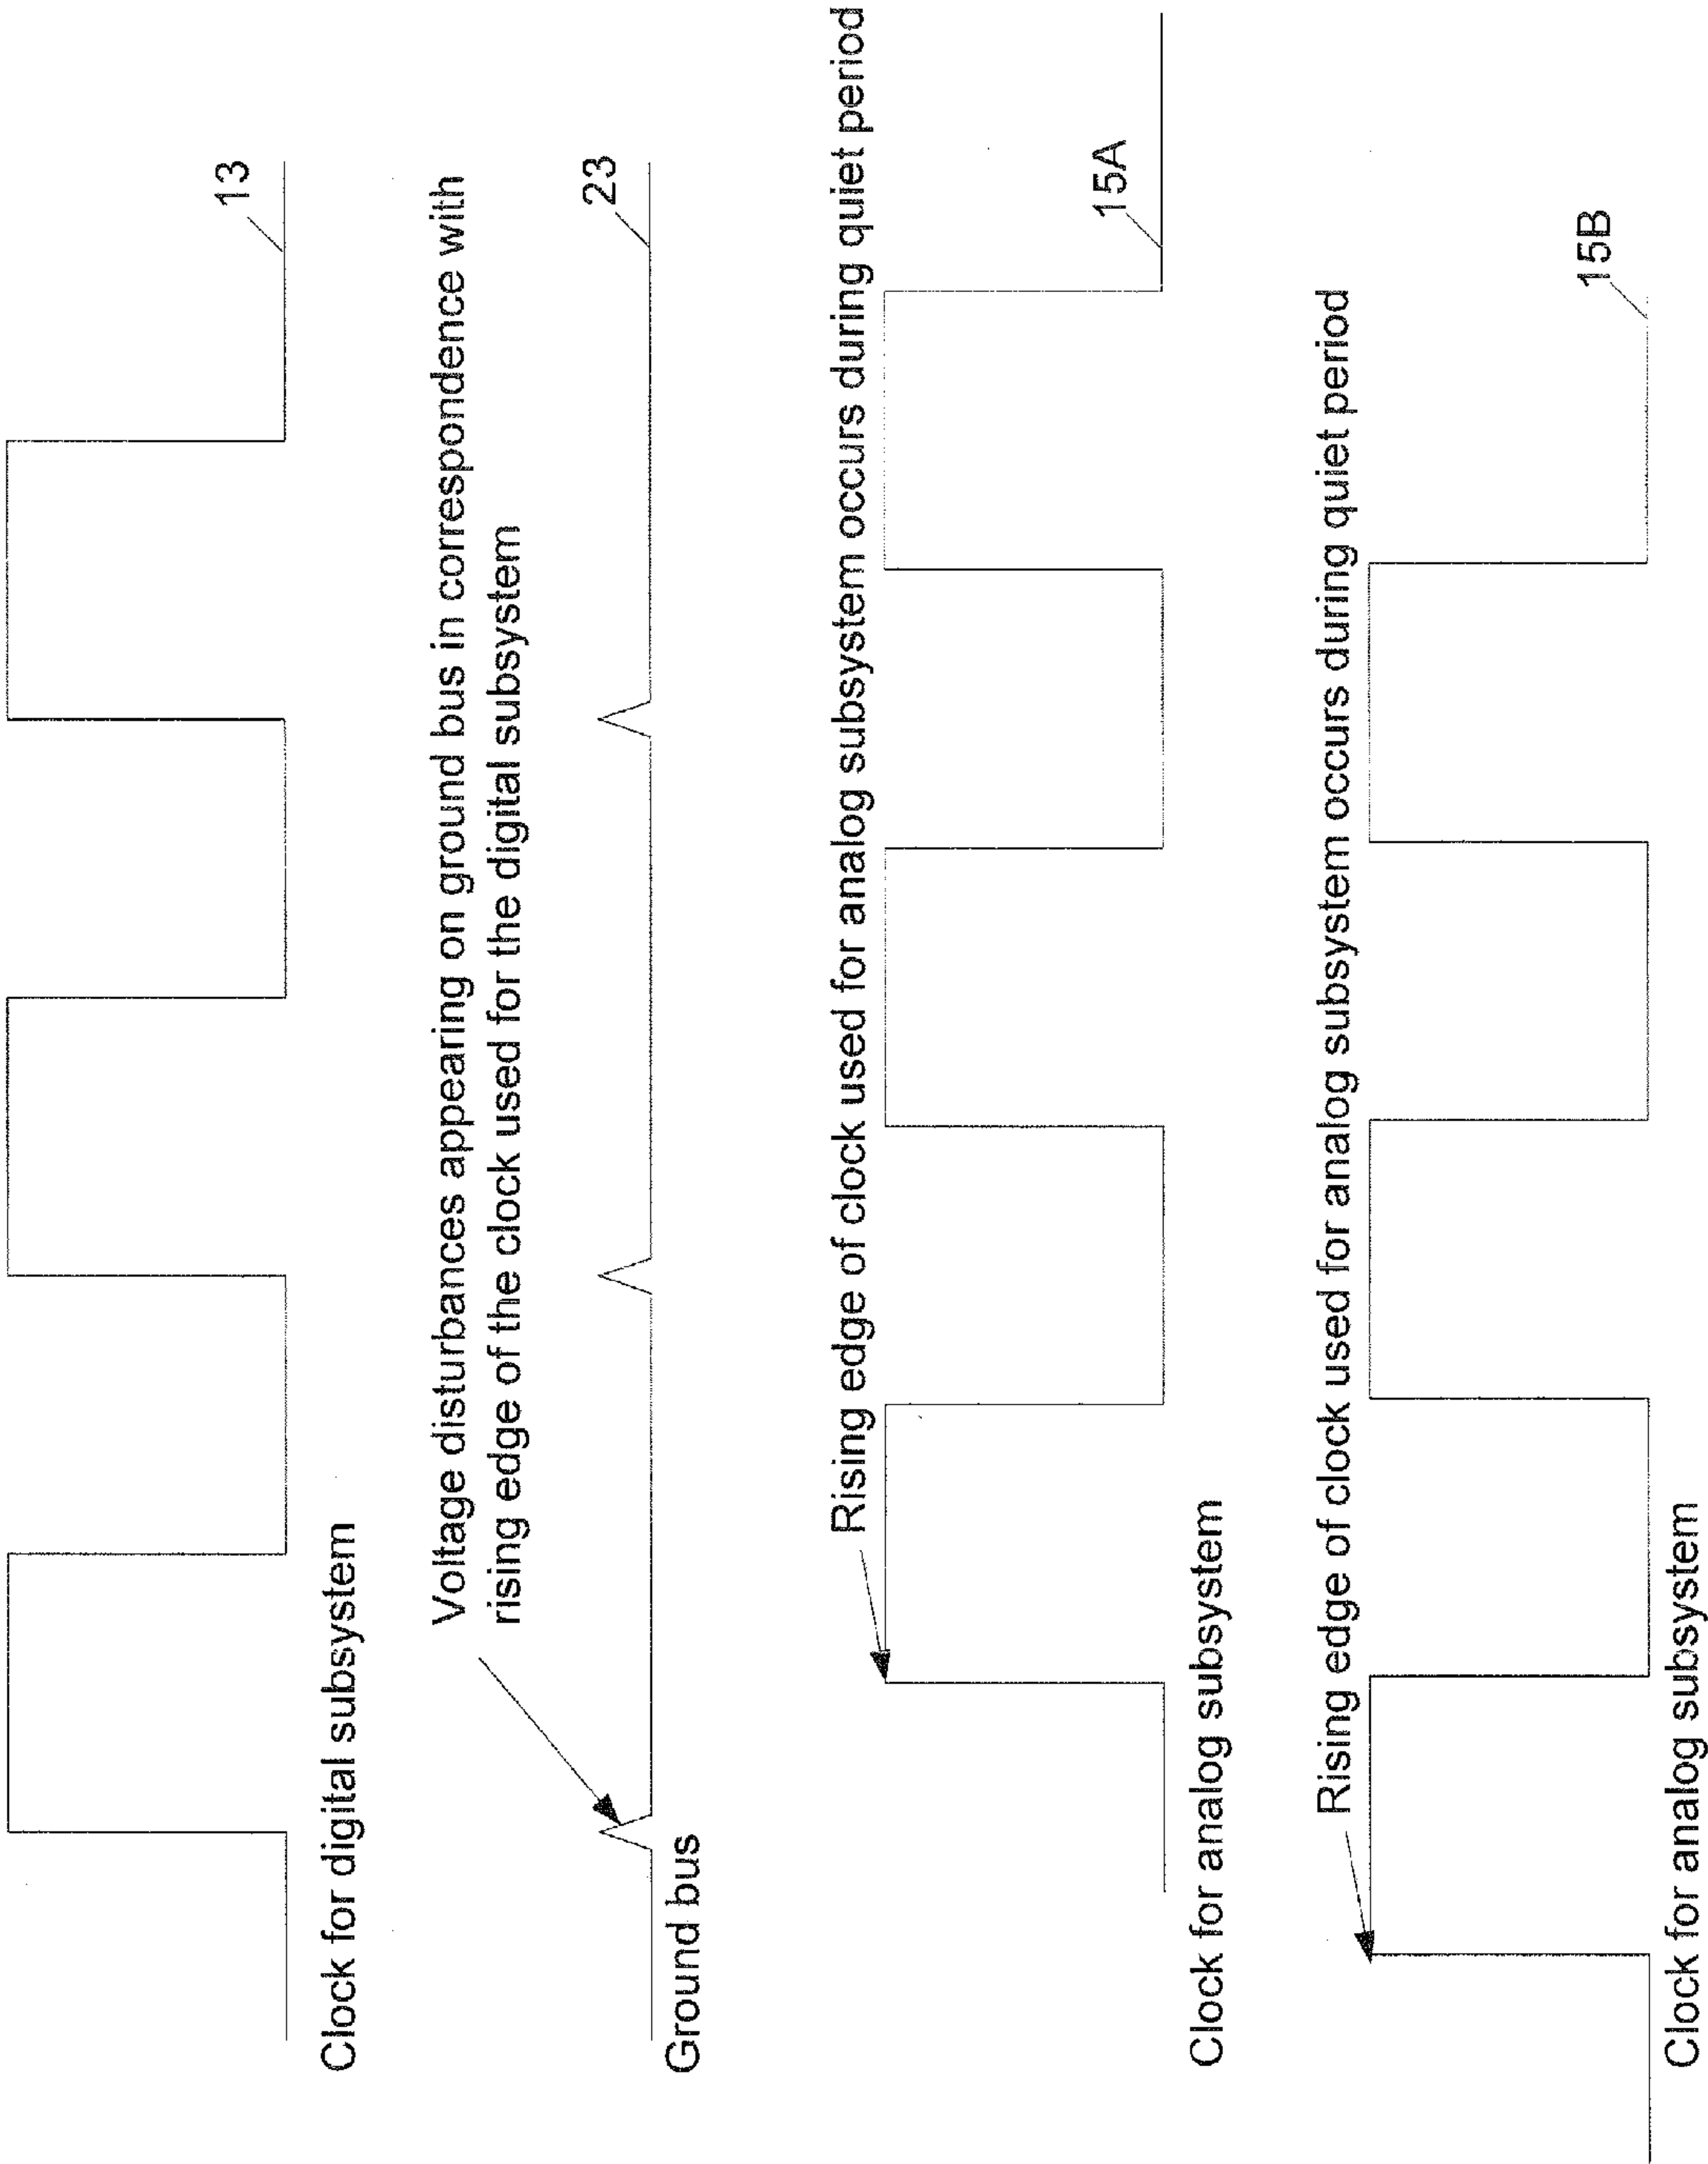 13
Clock for digital subsystem
Voltage disturbances appearing on ground bus in correspondence with
rising edge of the clock used for the digital subsystem
23
Ground bus
Rising edge of clock used for analog subsystem occurs during quiet period
15A
Clock for analog subsystem
Rising edge of clock used for analog subsystem occurs during quiet period
15B
Clock for analog subsystem